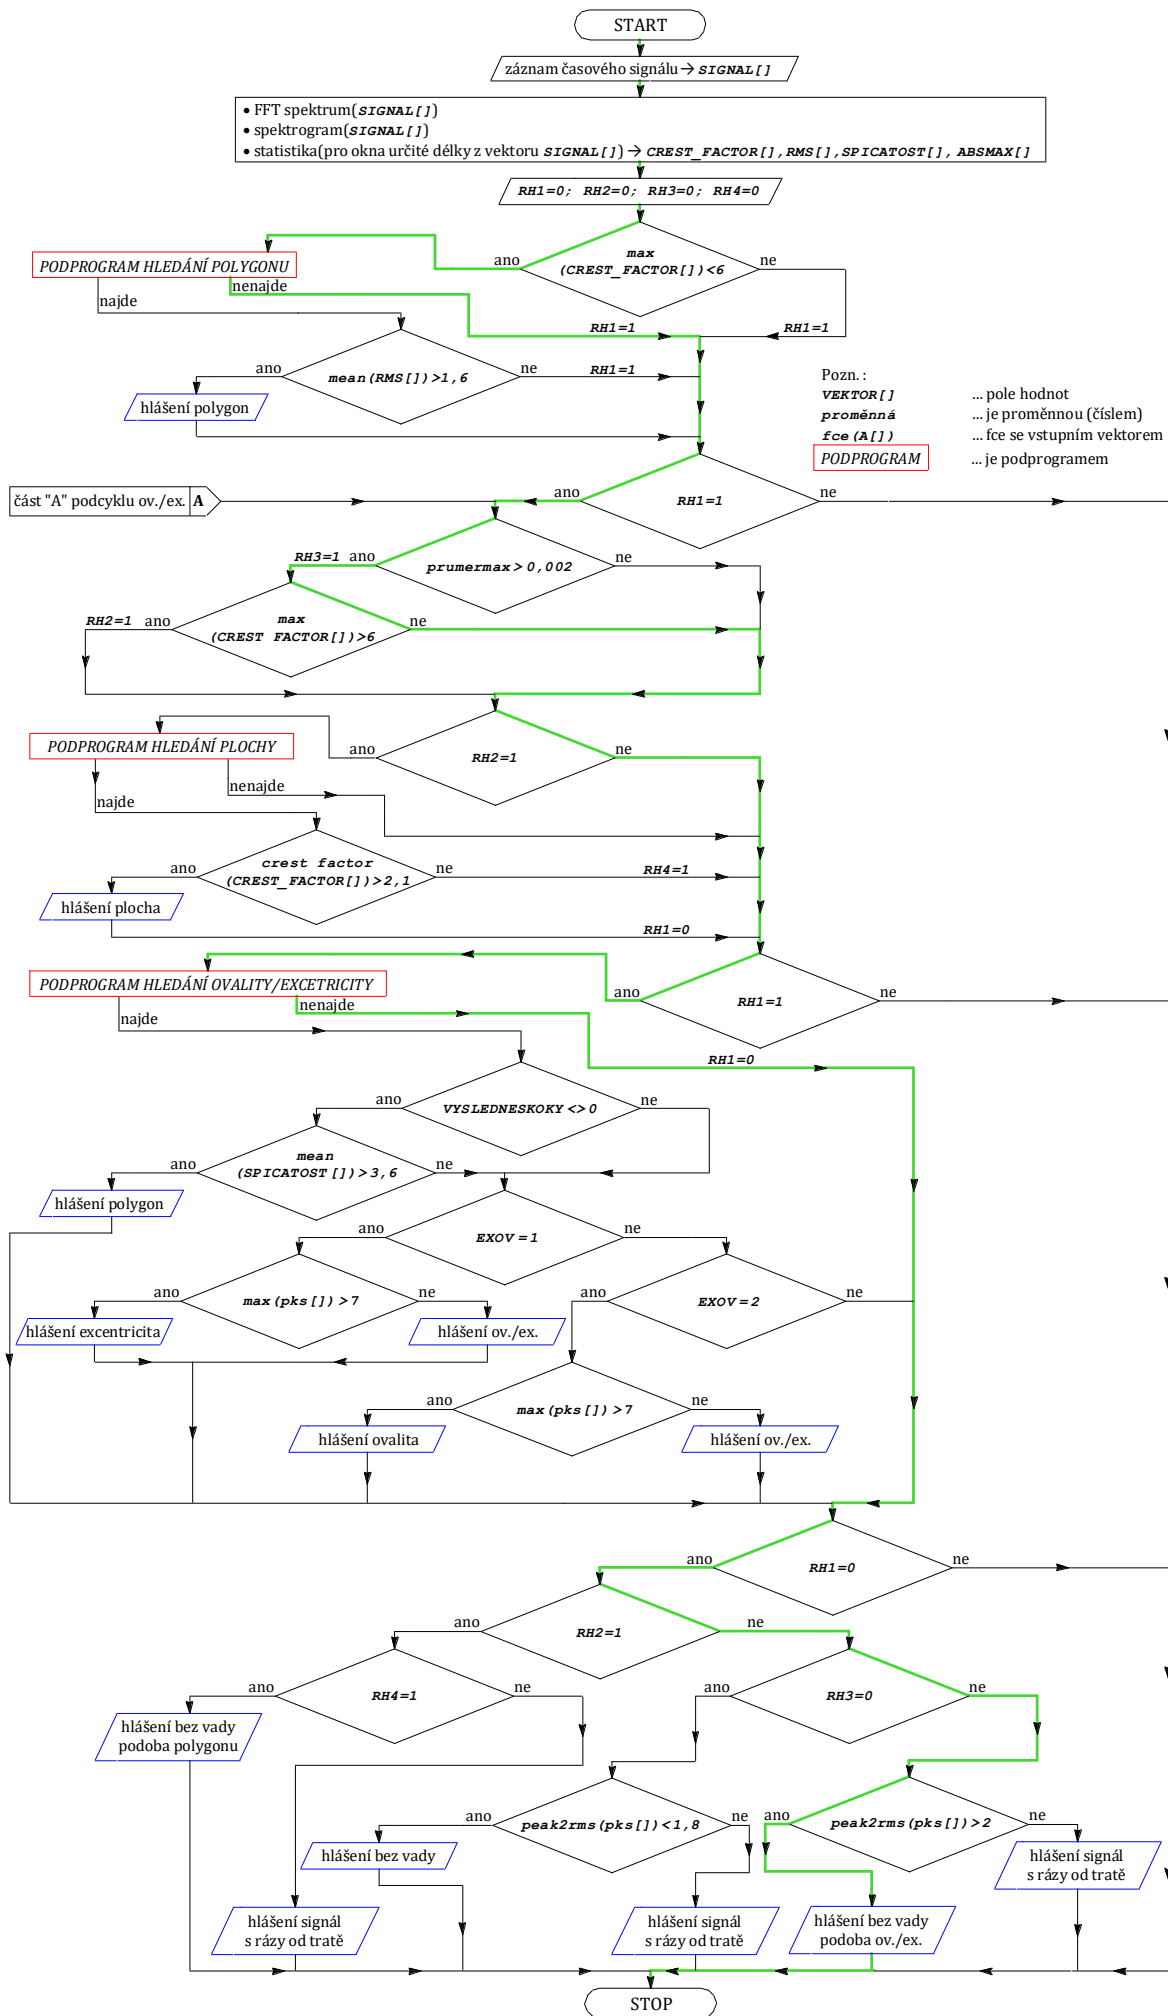 START
záznam časového signálu → SIGNAL[]
• FFT spektrum(SIGNAL[])
• spektrogram(SIGNAL[])
• statistika(pro okna určité délky z vektoru SIGNAL[]) → CREST_FACTOR[],RMS[],SPICATOST[], ABSMAX[]
RH1=0; RH2=0; RH3=0; RH4=0
max
(CREST_FACTOR[])<6
ano
ne
PODPROGRAM HLEDÁNÍ POLYGONU
nenajde
najde
RH1=1
RH1=1
mean(RMS[])>1,6
ano
ne
RH1=1
hlášení polygon
Pozn. :
VEKTOR[] ... pole hodnot
proměnná ... je proměnnou (číslem)
fce(A[]) ... fce se vstupním vektorem
PODPROGRAM ... je podprogramem
část "A" podcyklu ov./ex. A
ano
RH1=1
ne
RH3=1 ano
prumermax>0,002
ne
RH2=1 ano
max
(CREST FACTOR[])>6
ne
PODPROGRAM HLEDÁNÍ PLOCHY
ano
RH2=1
ne
nenajde
najde
ano
crest factor
(CREST_FACTOR[])>2,1
ne
RH4=1
hlášení plocha
RH1=0
PODPROGRAM HLEDÁNÍ OVALITY/EXCETRICITY
ano
RH1=1
ne
nenajde
najde
RH1=0
ano
VYSLEDNESKOKY<>0
ne
ano
mean
(SPICATOST[])>3,6
ne
hlášení polygon
ano
EXOV=1
ne
ano
max(pks[])>7
ne
ano
EXOV=2
ne
hlášení excentricita
hlášení ov./ex.
ano
max(pks[])>7
ne
hlášení ovalita
hlášení ov./ex.
ano
RH1=0
ne
ano
RH2=1
ne
ano
RH4=1
ne
ano
RH3=0
ne
hlášení bez vady
podoba polygonu
ano
peak2rms(pks[])<1,8
ne
ano
peak2rms(pks[])>2
ne
hlášení bez vady
hlášení signál
s rázy od tratě
hlášení signál
s rázy od tratě
hlášení signál
s rázy od tratě
hlášení bez vady
podoba ov./ex.
STOP